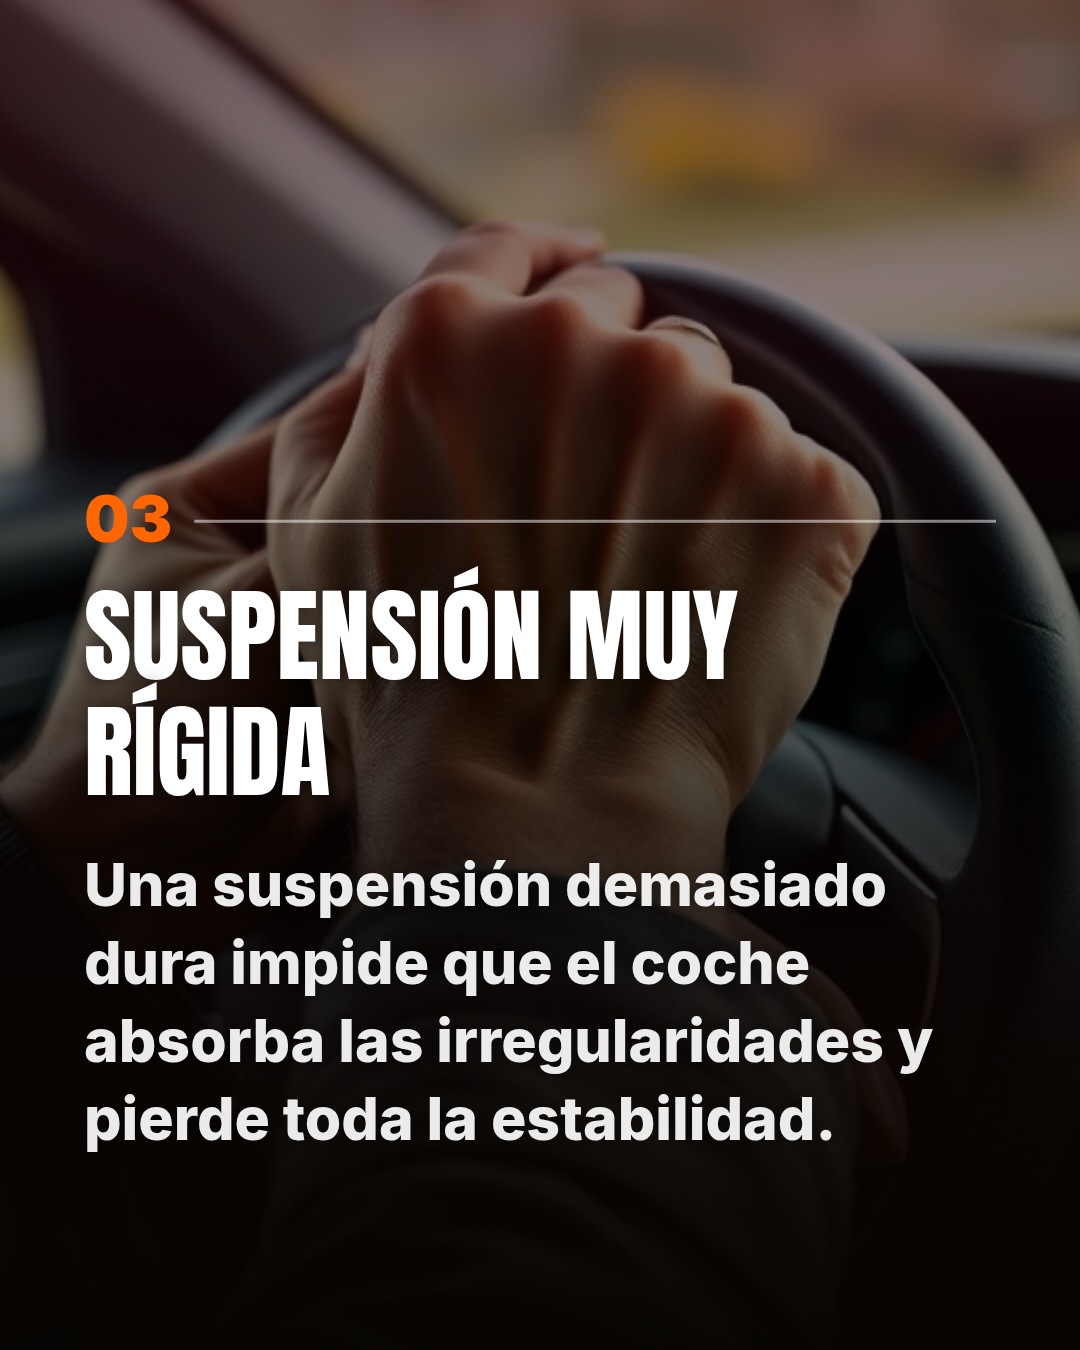 03
SUSPENSIÓN MUY
RÍGIDA
Una suspensión demasiado
dura impide que el coche
absorba las irregularidades y
pierde toda la estabilidad.